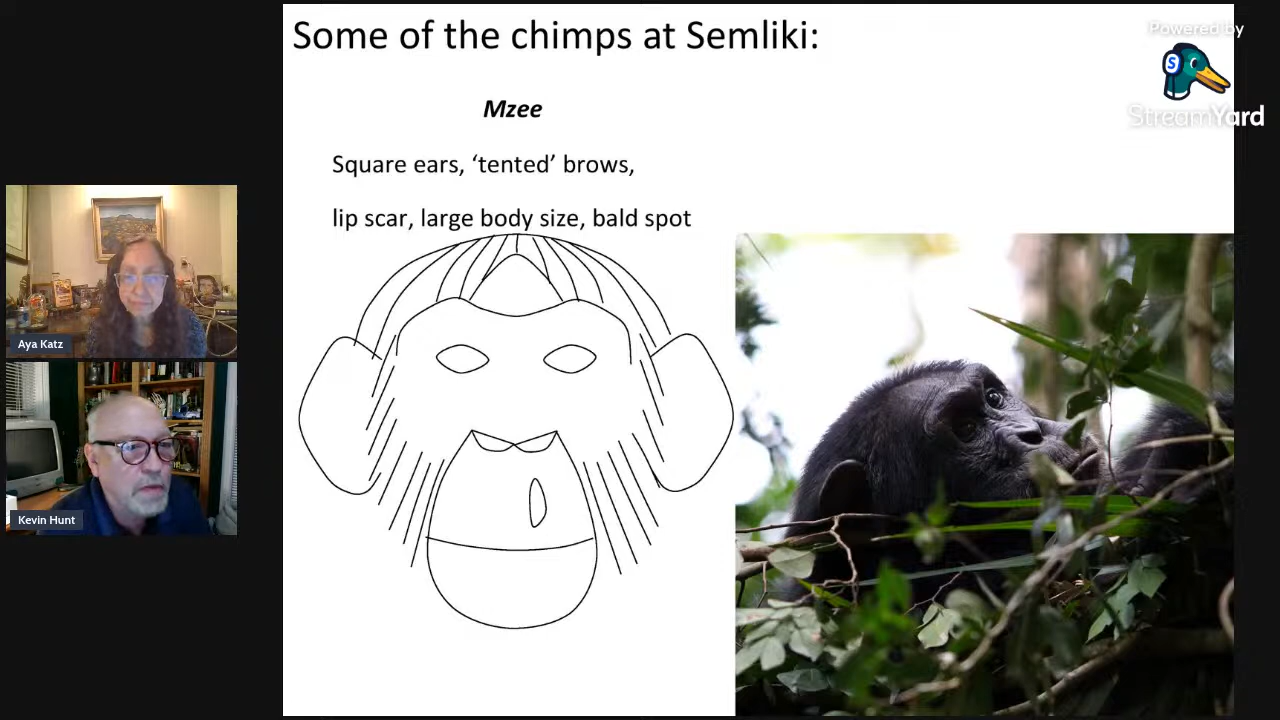 Some of the chimps at Semliki:
Mzee
Square ears, ‘tented’ brows,
lip scar, large body size, bald spot
Powered by
S
StreamYard
Aya Katz
Kevin Hunt